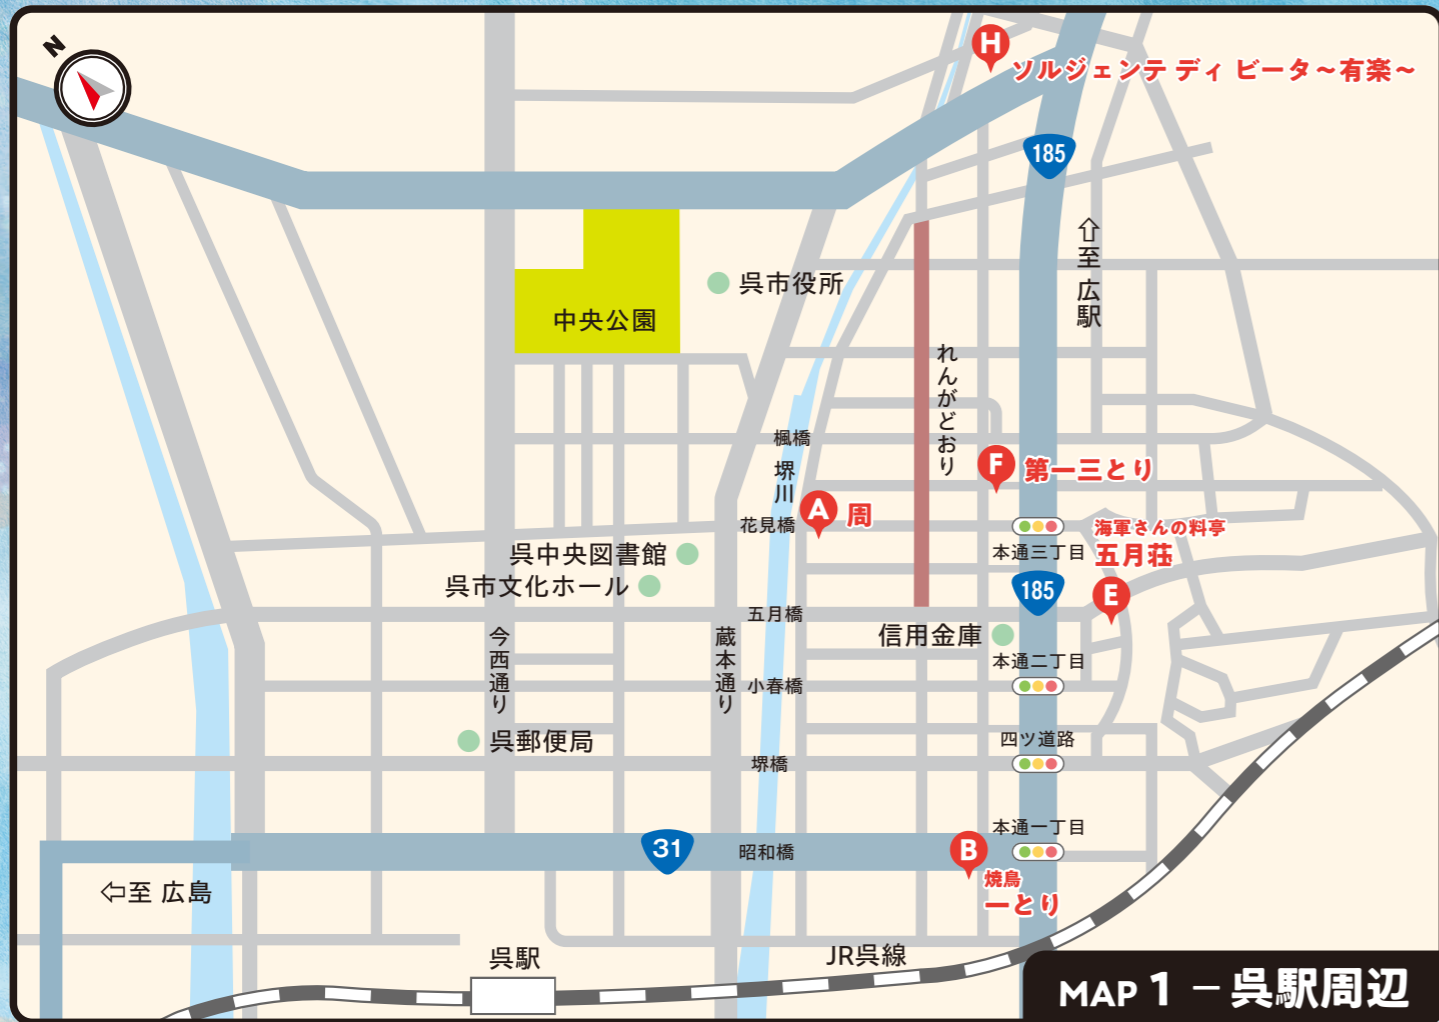 N
H
ソルジェンテ ディ ビータ～有楽～
185
⇧至 広駅
呉市役所
中央公園
れんがどおり
楓橋
堺川
F 第一三とり
A 周
花見橋
本通三丁目
海軍さんの料亭
五月荘
E
呉中央図書館
呉市文化ホール
185
五月橋
信用金庫
今西通り
蔵本通り
本通二丁目
小春橋
呉郵便局
四ツ道路
堺橋
本通一丁目
31
昭和橋
B
焼鳥
一とり
⇦至 広島
呉駅
JR呉線
MAP 1 － 呉駅周辺